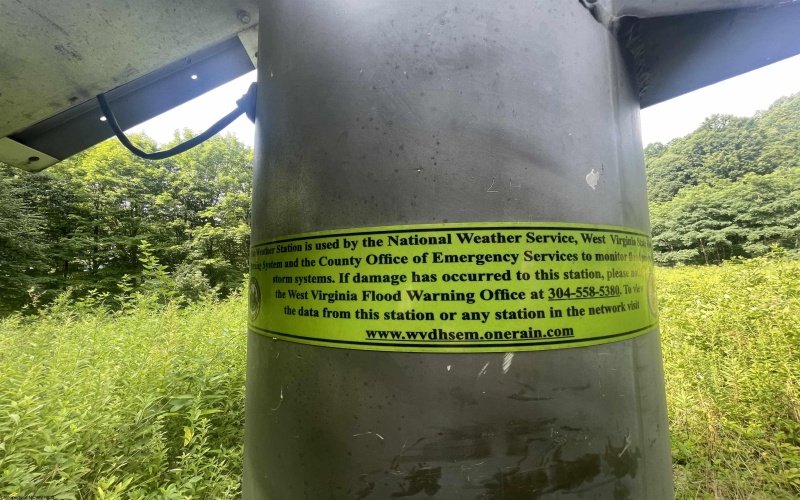 Weather Station is used by the National Weather Service, West Virginia
System and the County Office of Emergency Services to monitor
storm systems. If damage has occurred to this station, please
the West Virginia Flood Warning Office at 304-558-5380. To view
the data from this station or any station in the network visit
www.wvdhsem.onerain.com